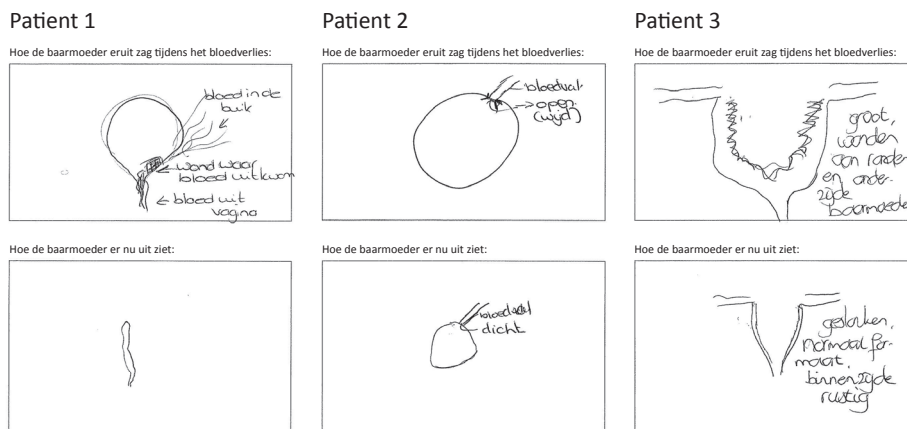 Patient 1
Hoe de baarmoeder eruit zag tijdens het bloedverlies:
bloed in de
buik
wond waar
bloed uitkwam
bloed uit
vagina
Hoe de baarmoeder er nu uit ziet:
Patient 2
Hoe de baarmoeder eruit zag tijdens het bloedverlies:
bloedvat
open
(wijd)
Hoe de baarmoeder er nu uit ziet:
bloedvat
dicht
Patient 3
Hoe de baarmoeder eruit zag tijdens het bloedverlies:
groot,
wonden
aan randen
en onder-
zijde
baarmoeder
Hoe de baarmoeder er nu uit ziet:
geslonken,
normaal for-
maat,
binnenzijde
rustig